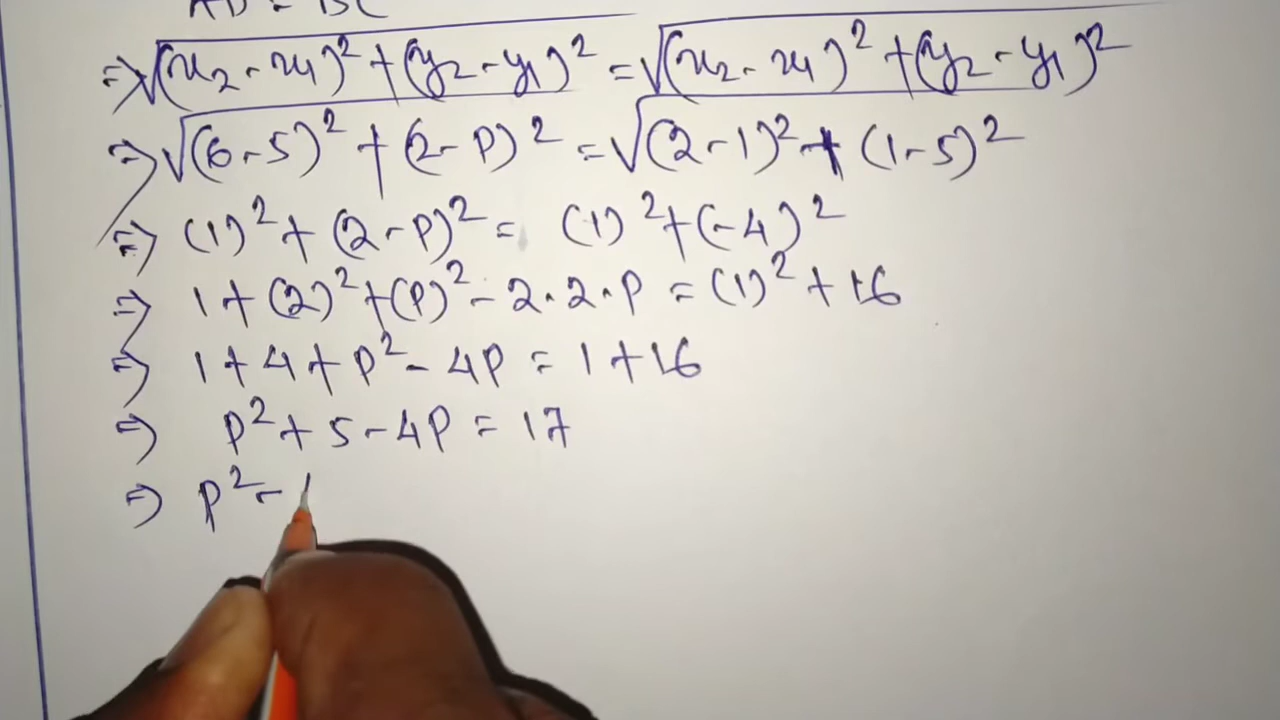 AD = BC
⇒ √(x₂ - x₁)² + (y₂ - y₁)² = √(x₂ - x₁)² + (y₂ - y₁)²
⇒ √(6 - 5)² + (2 - P)² = √(2 - 1)² + (1 - 5)²
⇒ (1)² + (2 - P)² = (1)² + (-4)²
⇒ 1 + (2)² + (P)² - 2 · 2 · P = (1)² + 16
⇒ 1 + 4 + P² - 4P = 1 + 16
⇒ P² + 5 - 4P = 17
⇒ P² -